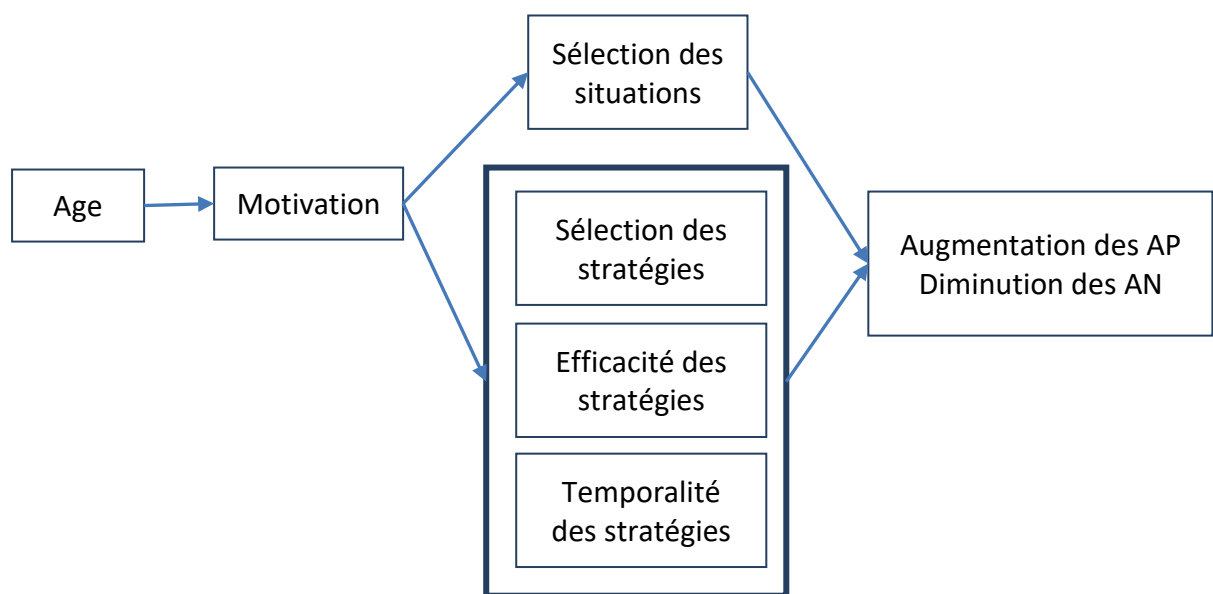 Age
Motivation
Sélection des
situations
Sélection des
stratégies
Efficacité des
stratégies
Temporalité
des stratégies
Augmentation des AP
Diminution des AN